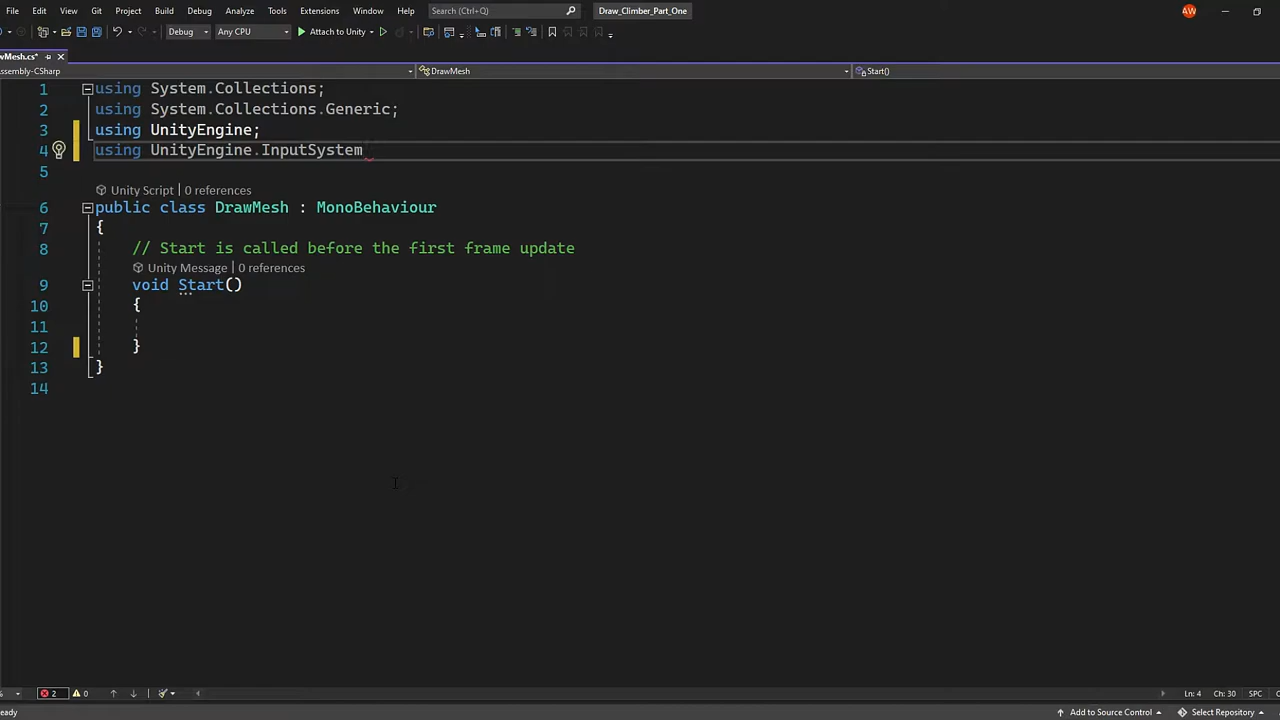 File Edit View Git Project Build Debug Analyze Tools Extensions Window Help Search (Ctrl+Q) Draw_Climber_Part_One AW
Debug Any CPU Attach to Unity
wMesh.cs*
ssembly-CSharp DrawMesh Start()
1 using System.Collections;
2 using System.Collections.Generic;
3 using UnityEngine;
4 using UnityEngine.InputSystem
5
Unity Script | 0 references
6 public class DrawMesh : MonoBehaviour
7 {
8 // Start is called before the first frame update
Unity Message | 0 references
9 void Start()
10 {
11
12 }
13 }
14
% 2 0 Ln: 4 Ch: 30 SPC
eady Add to Source Control Select Repository